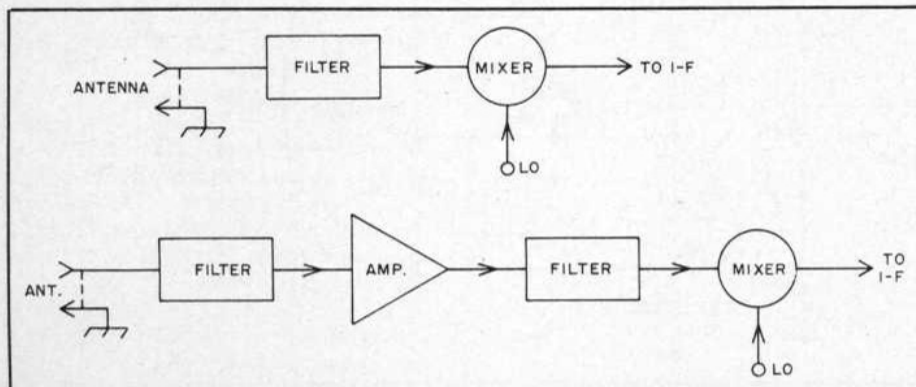 ANTENNA
FILTER
MIXER
TO I-F
LO
ANT.
FILTER
AMP.
FILTER
MIXER
TO
I-F
LO